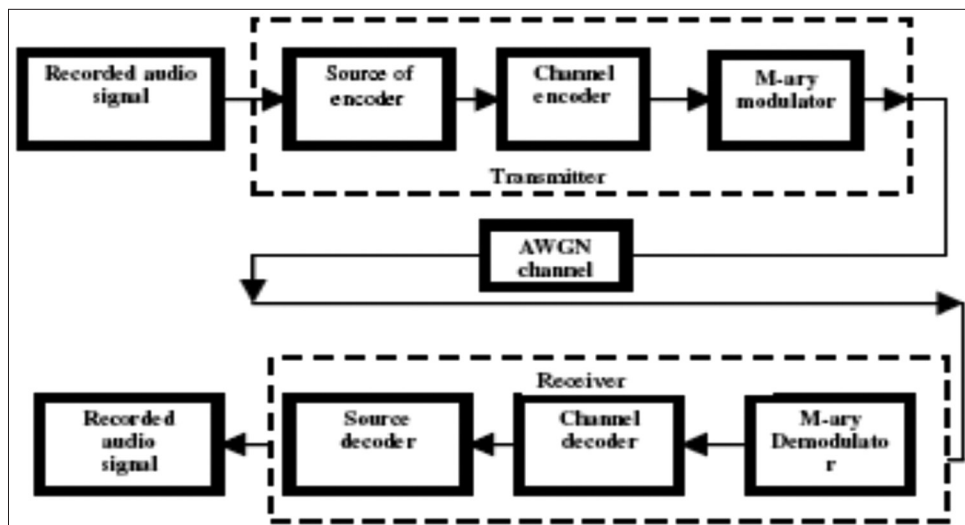 Recorded audio
signal
Source of
encoder
Channel
encoder
M-ary
modulator
Transmitter
AWGN
channel
Receiver
Recorded
audio
signal
Source
decoder
Channel
decoder
M-ary
Demodulato
r